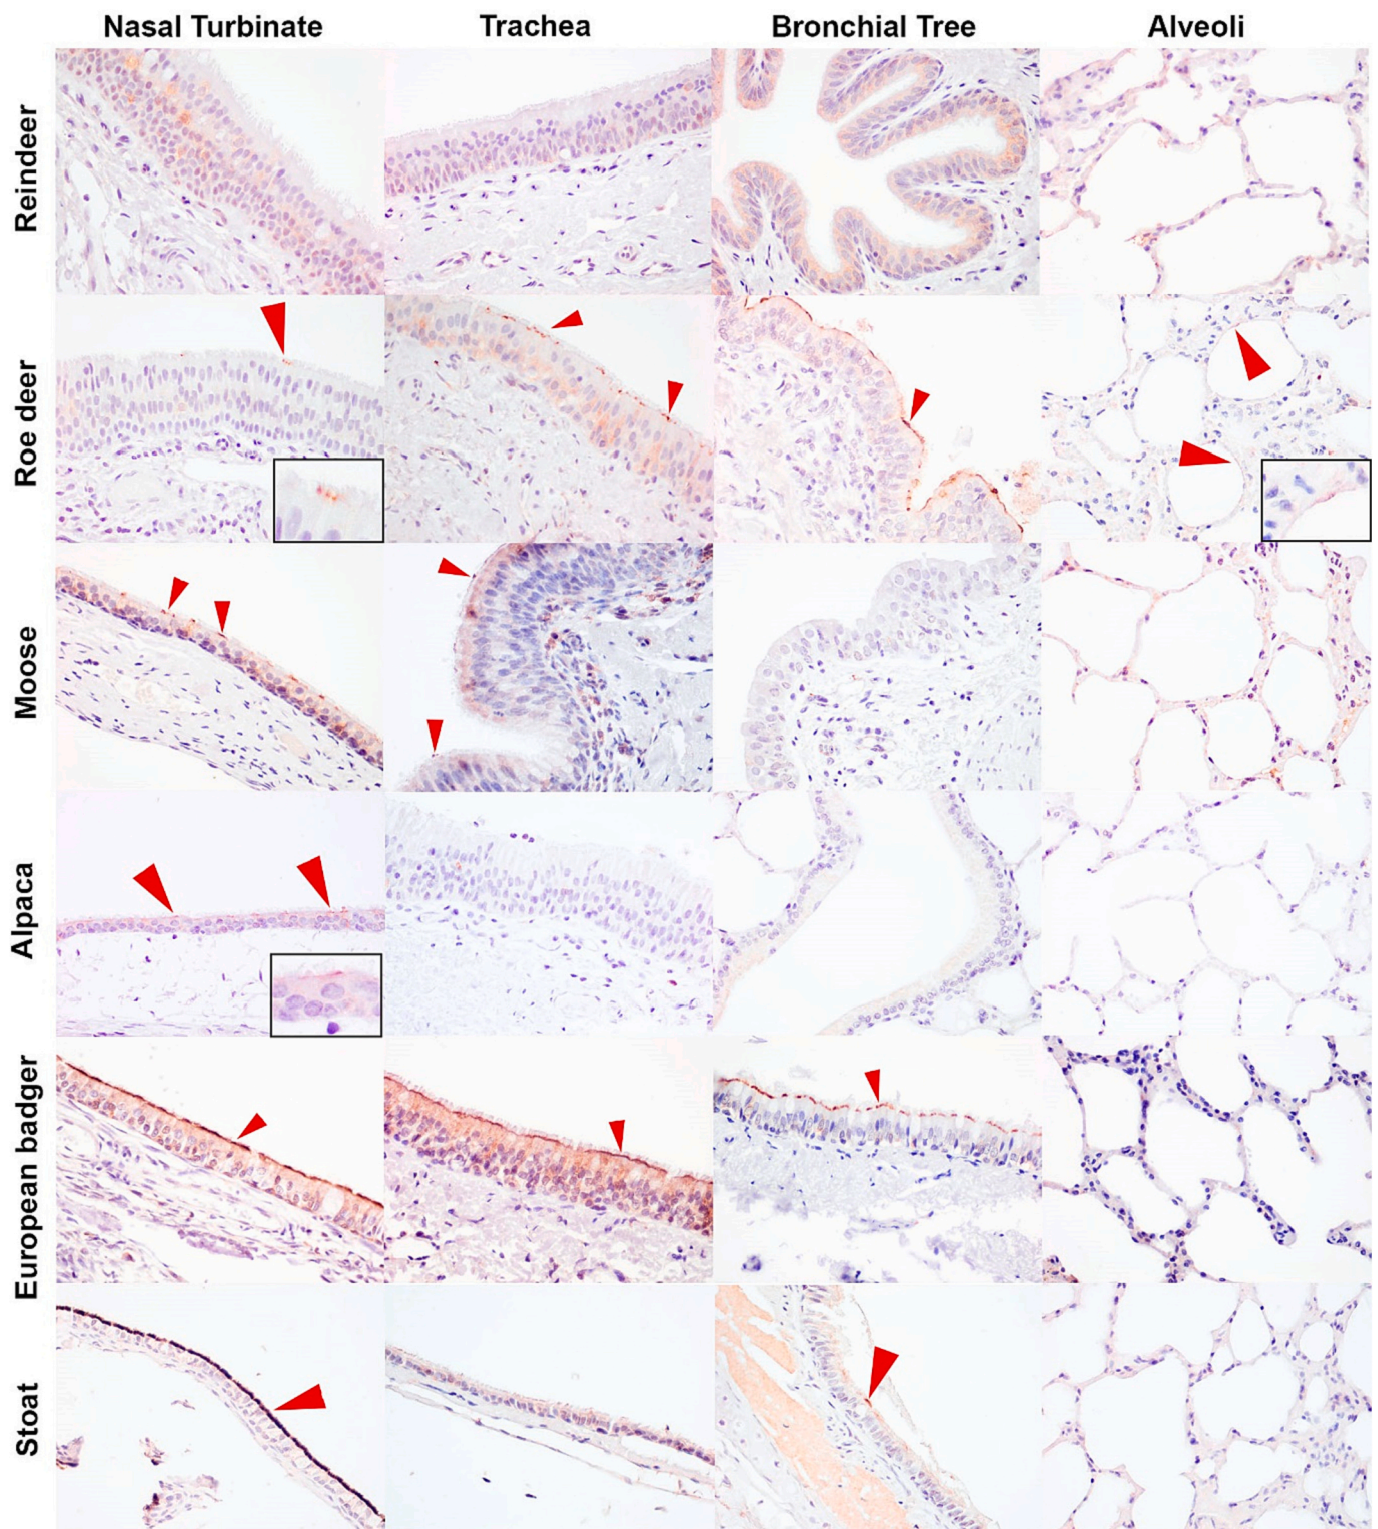 Nasal Turbinate
Trachea
Bronchial Tree
Alveoli
Reindeer
Roe deer
Moose
Alpaca
European badger
Stoat